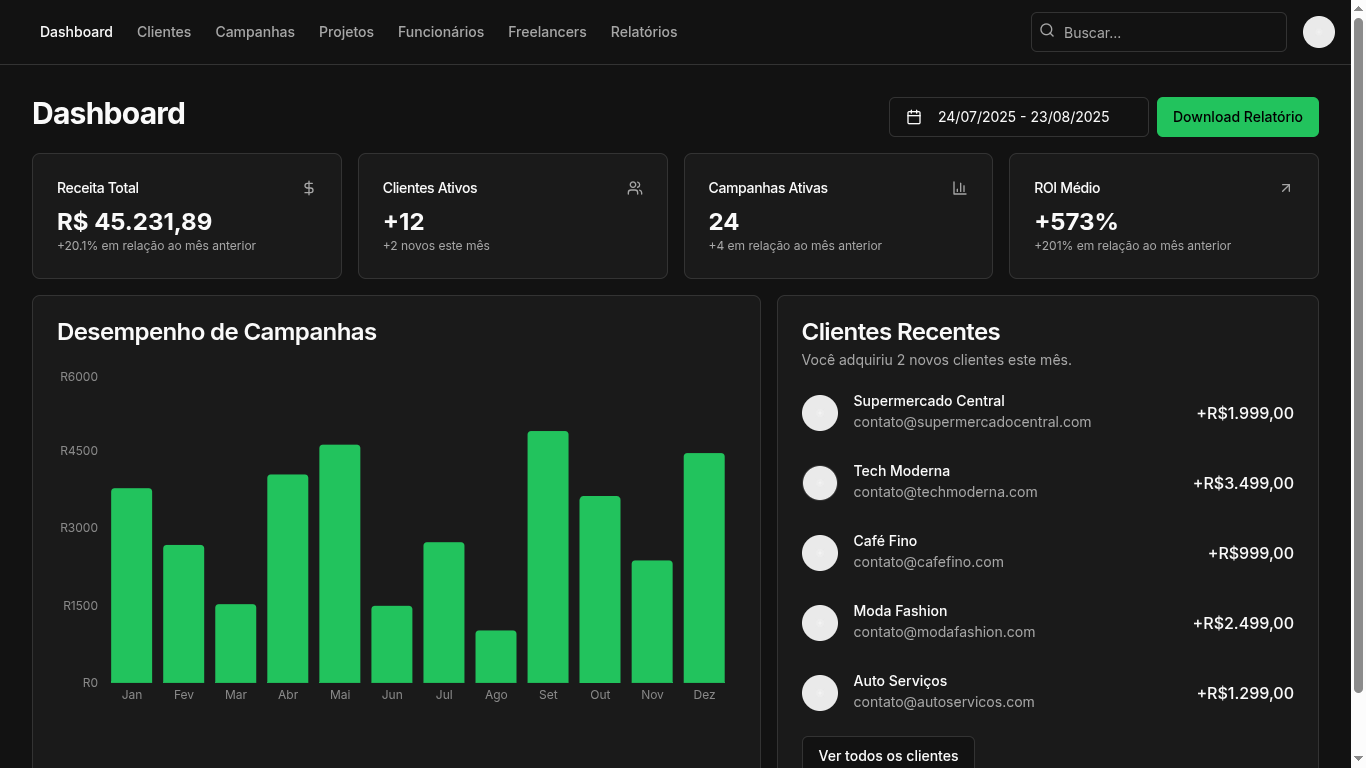 Dashboard Clientes Campanhas Projetos Funcionários Freelancers Relatórios Buscar...
Dashboard
24/07/2025 - 23/08/2025 Download Relatório
Receita Total
R$ 45.231,89
+20.1% em relação ao mês anterior
Clientes Ativos
+12
+2 novos este mês
Campanhas Ativas
24
+4 em relação ao mês anterior
ROI Médio
+573%
+201% em relação ao mês anterior
Desempenho de Campanhas
R6000
R4500
R3000
R1500
R0
Jan Fev Mar Abr Mai Jun Jul Ago Set Out Nov Dez
Clientes Recentes
Você adquiriu 2 novos clientes este mês.
Supermercado Central
contato@supermercadocentral.com
+R$1.999,00
Tech Moderna
contato@techmoderna.com
+R$3.499,00
Café Fino
contato@cafefino.com
+R$999,00
Moda Fashion
contato@modafashion.com
+R$2.499,00
Auto Serviços
contato@autoservicos.com
+R$1.299,00
Ver todos os clientes